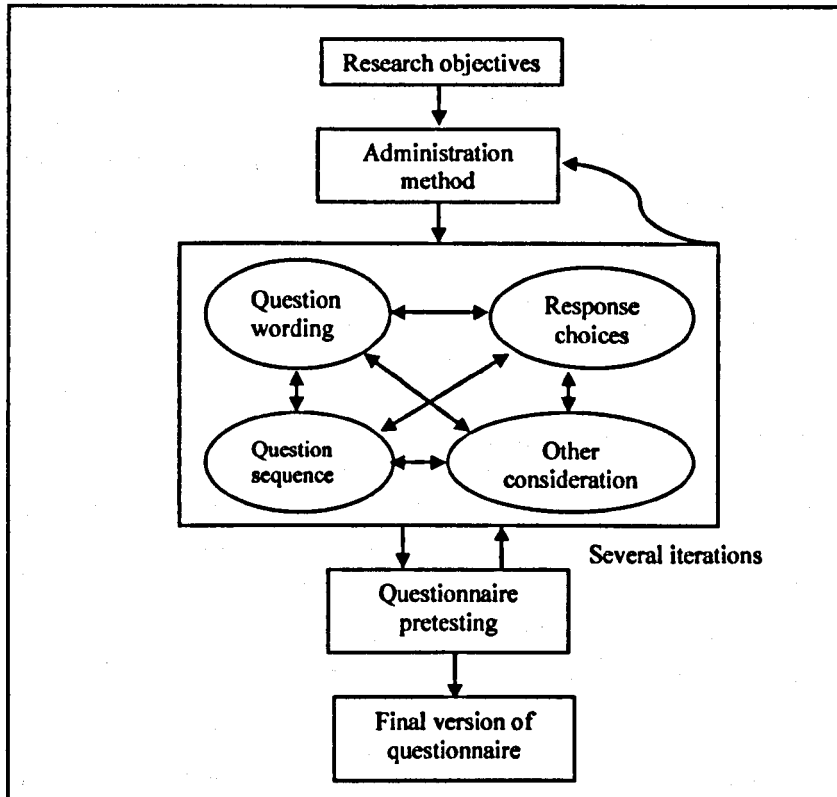 Research objectives
Administration
method
Question
wording
Response
choices
Question
sequence
Other
consideration
Several iterations
Questionnaire
pretesting
Final version of
questionnaire